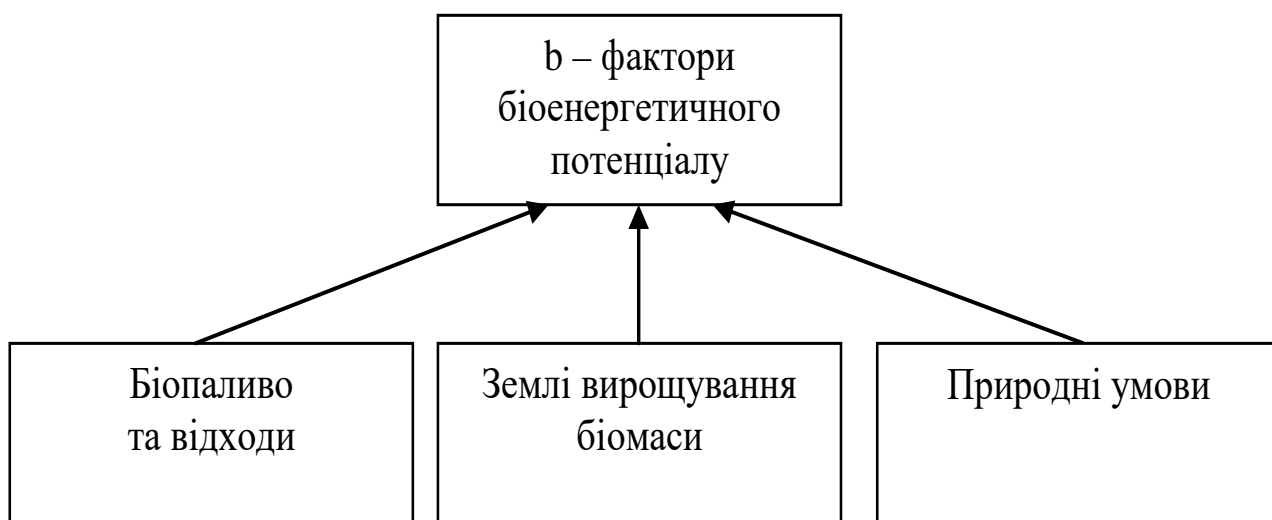 b – фактори
біоенергетичного
потенціалу
Біопаливо
та відходи
Землі вирощування
біомаси
Природні умови